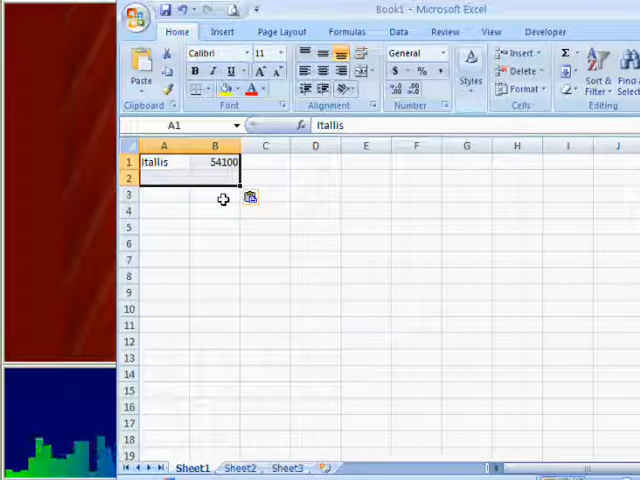 Book1 - Microsoft Excel
Home Insert Page Layout Formulas Data Review View Developer
Calibri 11 General Insert Σ
Paste B I U A A $ % , Styles Delete Sort & Find &
Format Filter Select
Clipboard Font Alignment Number Cells Editing
A1 fx Itallis
A B C D E F G H I J
1 Itallis 54100
2
3
4
5
6
7
8
9
10
11
12
13
14
15
16
17
18
19
Sheet1 Sheet2 Sheet3